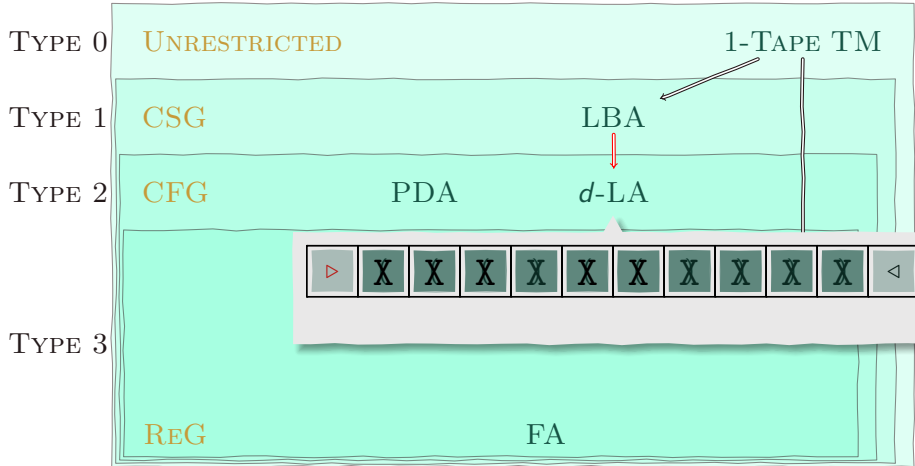 TYPE 0 UNRESTRICTED 1-TAPE TM
TYPE 1 CSG LBA
TYPE 2 CFG PDA d-LA
▷ X X X X X X X X X X ◁
TYPE 3
REG FA